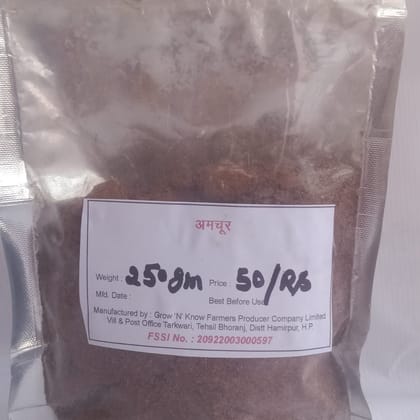 अमचूर
Weight : 250gm Price : 50/RS
Mfd. Date : Best Before Use
Manufactured by : Grow 'N' Know Farmers Producer Company Limited
Vill & Post Office Tarkwari, Tehsil Bhoranj, Distt Hamirpur, H.P
FSSI No. : 20922003000597